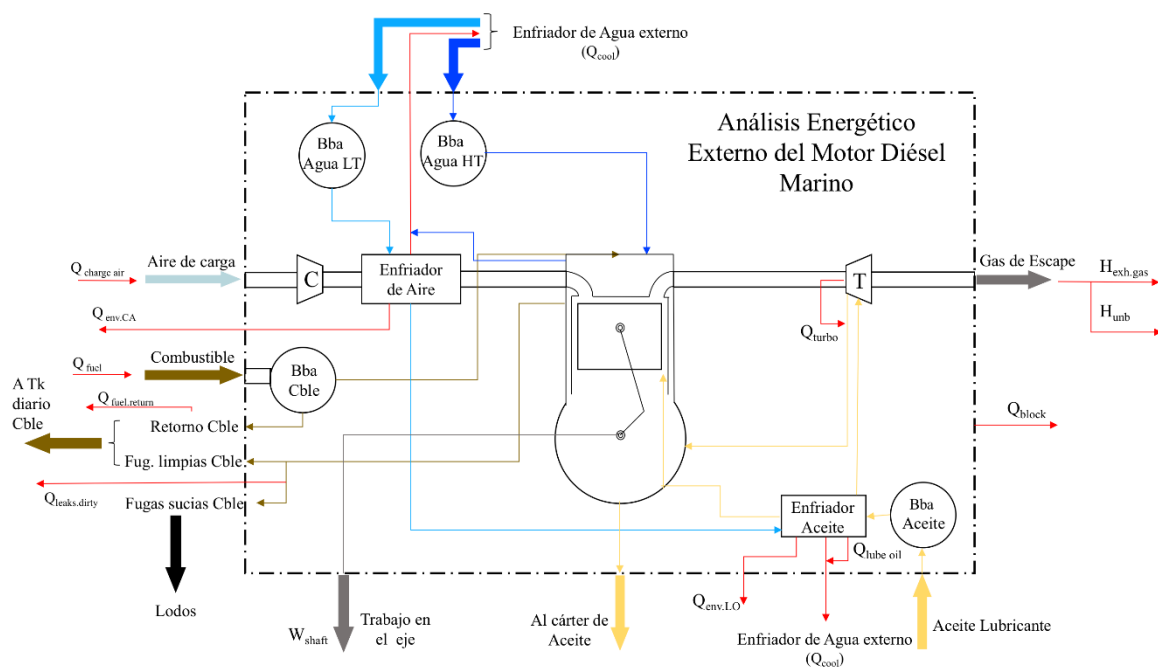 Enfriador de Agua externo
(Qcool)
Análisis Energético
Externo del Motor Diésel
Marino
Bba
Agua LT
Bba
Agua HT
Q charge air
Aire de carga
C
Enfriador
de Aire
T
Gas de Escape
Hexh.gas
Hunb
Qenv.CA
Qturbo
Qfuel
Combustible
Bba
Cble
A Tk
diario
Cble
Q fuel.return
Retorno Cble
Fug. limpias Cble
Qblock
Qleaks.dirty
Fugas sucias Cble
Enfriador
Aceite
Bba
Aceite
Qlube oil
Lodos
Wshaft
Trabajo en
el eje
Al cárter de
Aceite
Qenv.LO
Aceite Lubricante
Enfriador de Agua externo
(Qcool)